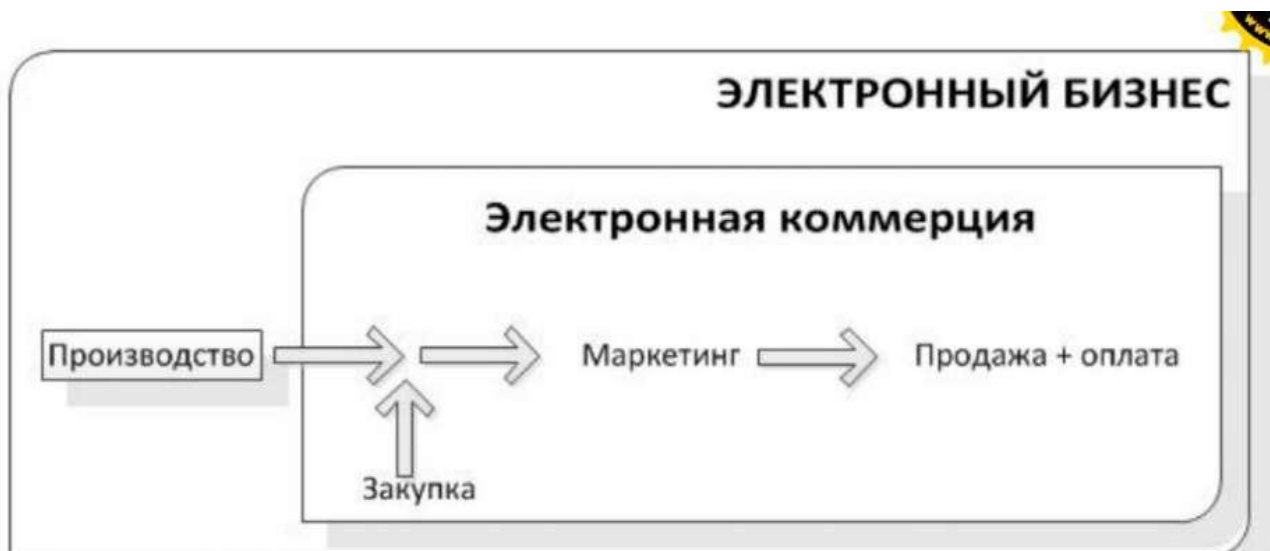 ЭЛЕКТРОННЫЙ БИЗНЕС
Электронная коммерция
Производство
Маркетинг
Продажа + оплата
Закупка